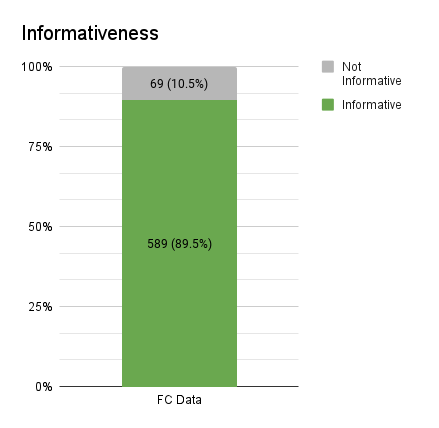 Informativeness
100%
69 (10.5%)
Not
Informative
Informative
75%
50%
589 (89.5%)
25%
0%
FC Data